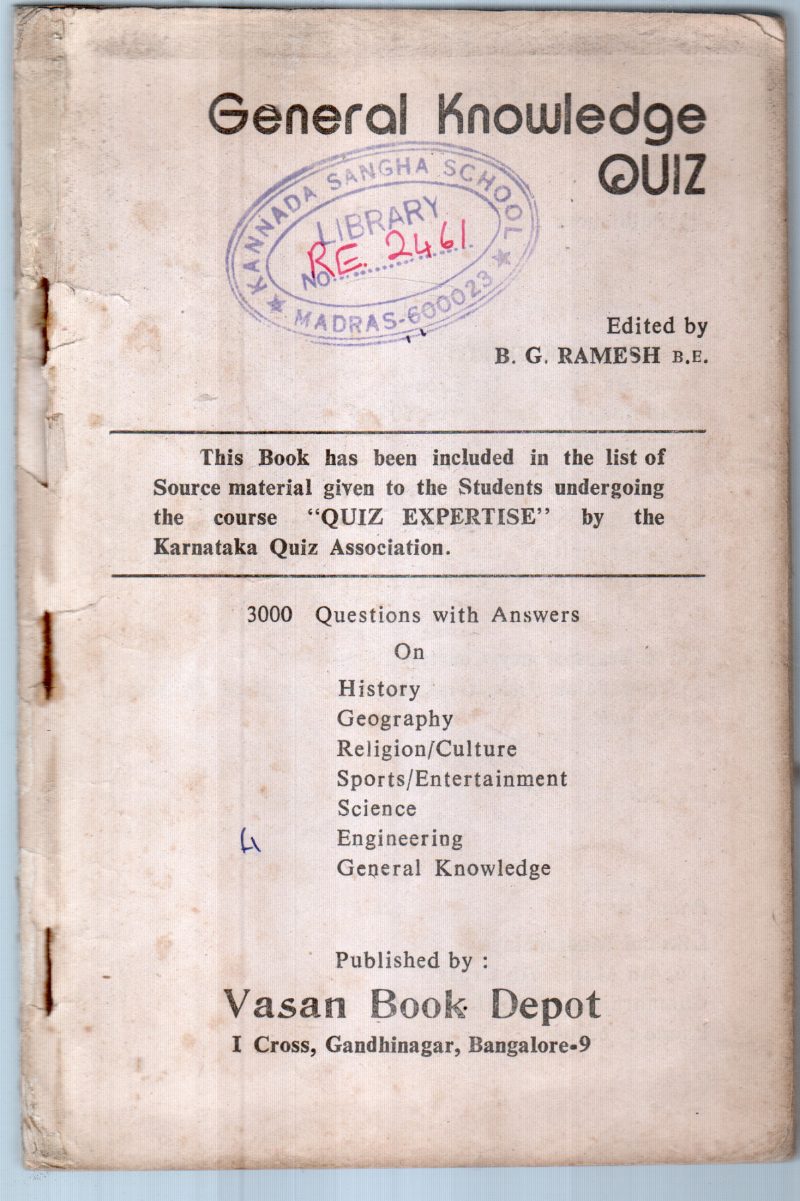 General Knowledge
QUIZ
KANNADA SANGHA SCHOOL
LIBRARY
NO. RE. 2461
MADRAS-600023
Edited by
B. G. RAMESH B.E.
This Book has been included in the list of
Source material given to the Students undergoing
the course "QUIZ EXPERTISE" by the
Karnataka Quiz Association.
3000 Questions with Answers
On
History
Geography
Religion/Culture
Sports/Entertainment
Science
Engineering
General Knowledge
Published by :
Vasan Book Depot
I Cross, Gandhinagar, Bangalore-9